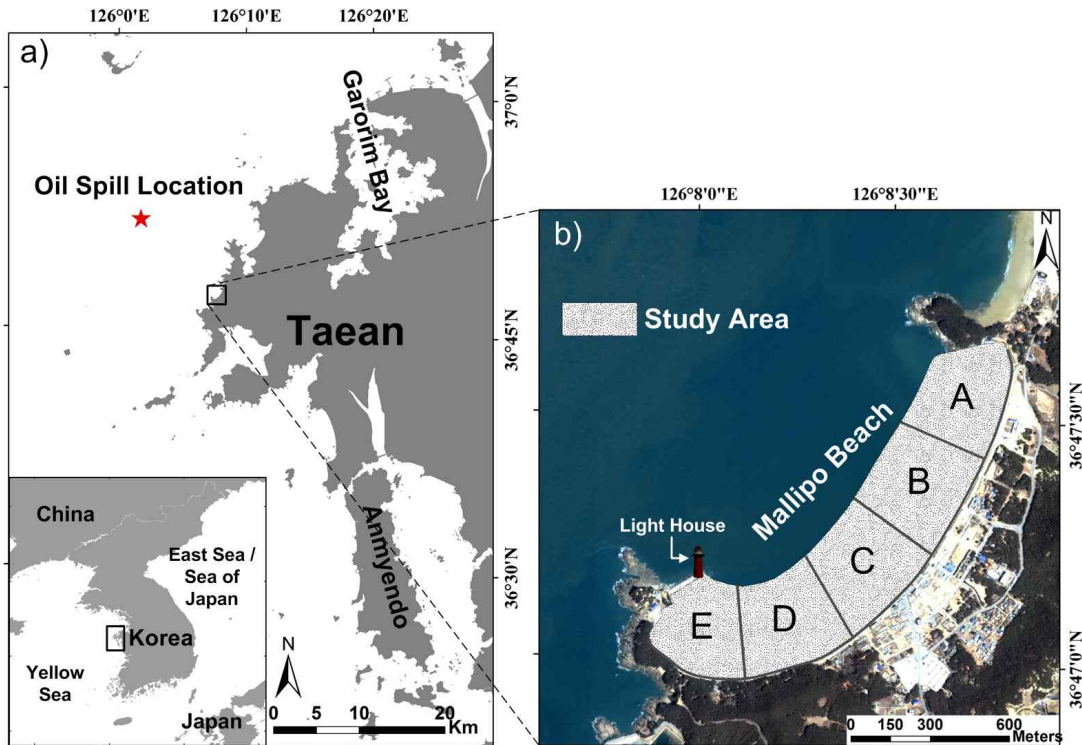 126°0'E
126°10'E
126°20'E
a)
Garorim Bay
37°0'N
Oil Spill Location
Taean
36°45'N
Anmyendo
36°30'N
China
East Sea /
Sea of
Japan
Korea
Yellow
Sea
Japan
N
0 5 10 20
Km
126°8'0"E
126°8'30"E
b)
N
Study Area
A
Mallipo Beach
B
36°47'30"N
Light House
C
D
E
36°47'0"N
0 150 300 600
Meters